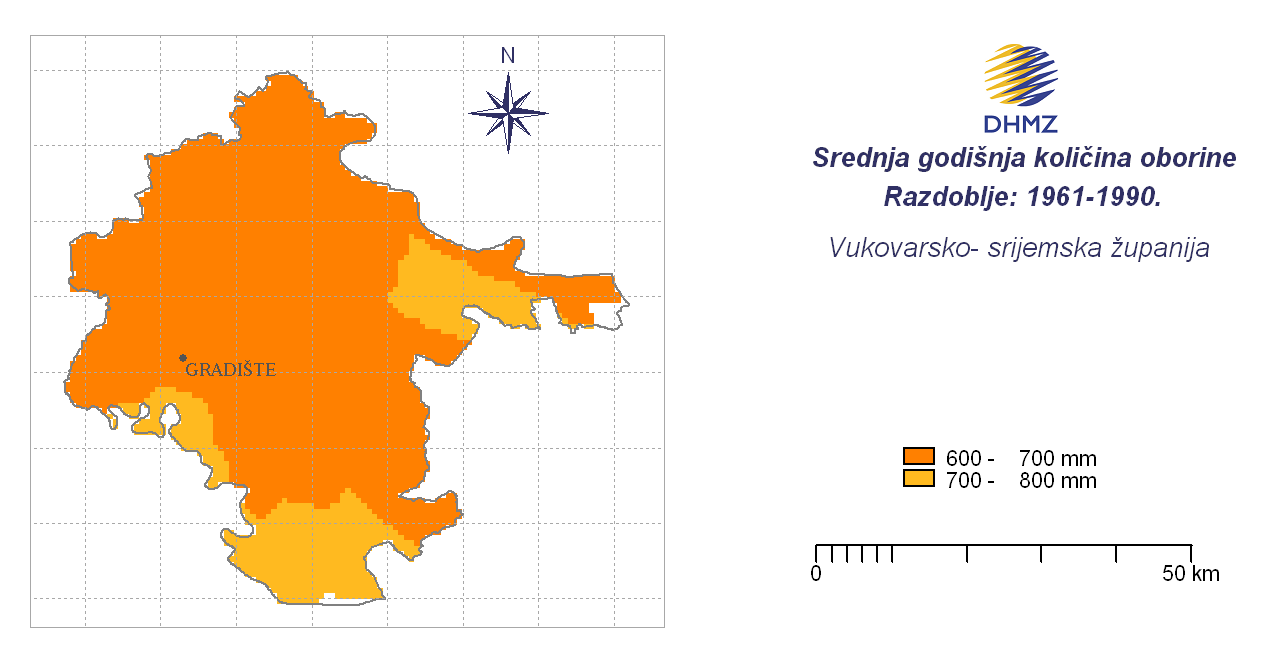 N
DHMZ
Srednja godišnja količina oborine
Razdoblje: 1961-1990.
Vukovarsko- srijemska županija
GRADIŠTE
600 - 700 mm
700 - 800 mm
0 50 km